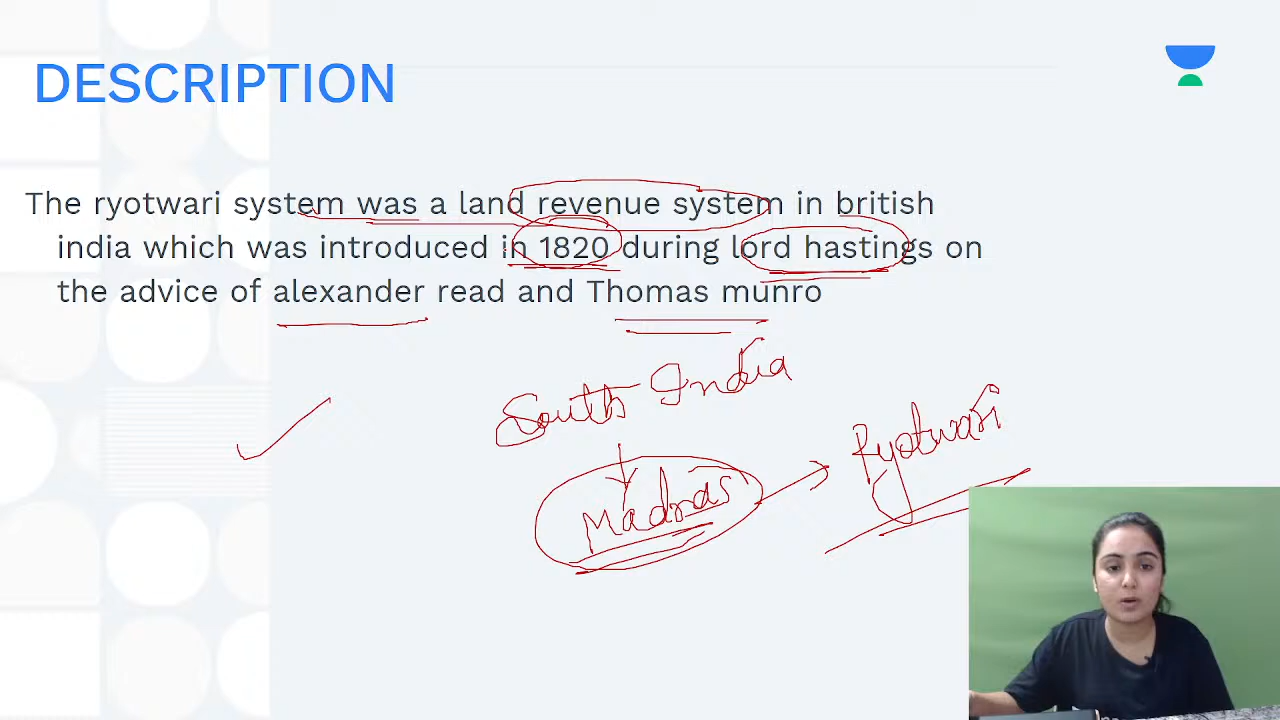 DESCRIPTION
The ryotwari system was a land revenue system in british
india which was introduced in 1820 during lord hastings on
the advice of alexander read and Thomas munro
South India
Madras
Ryotwari